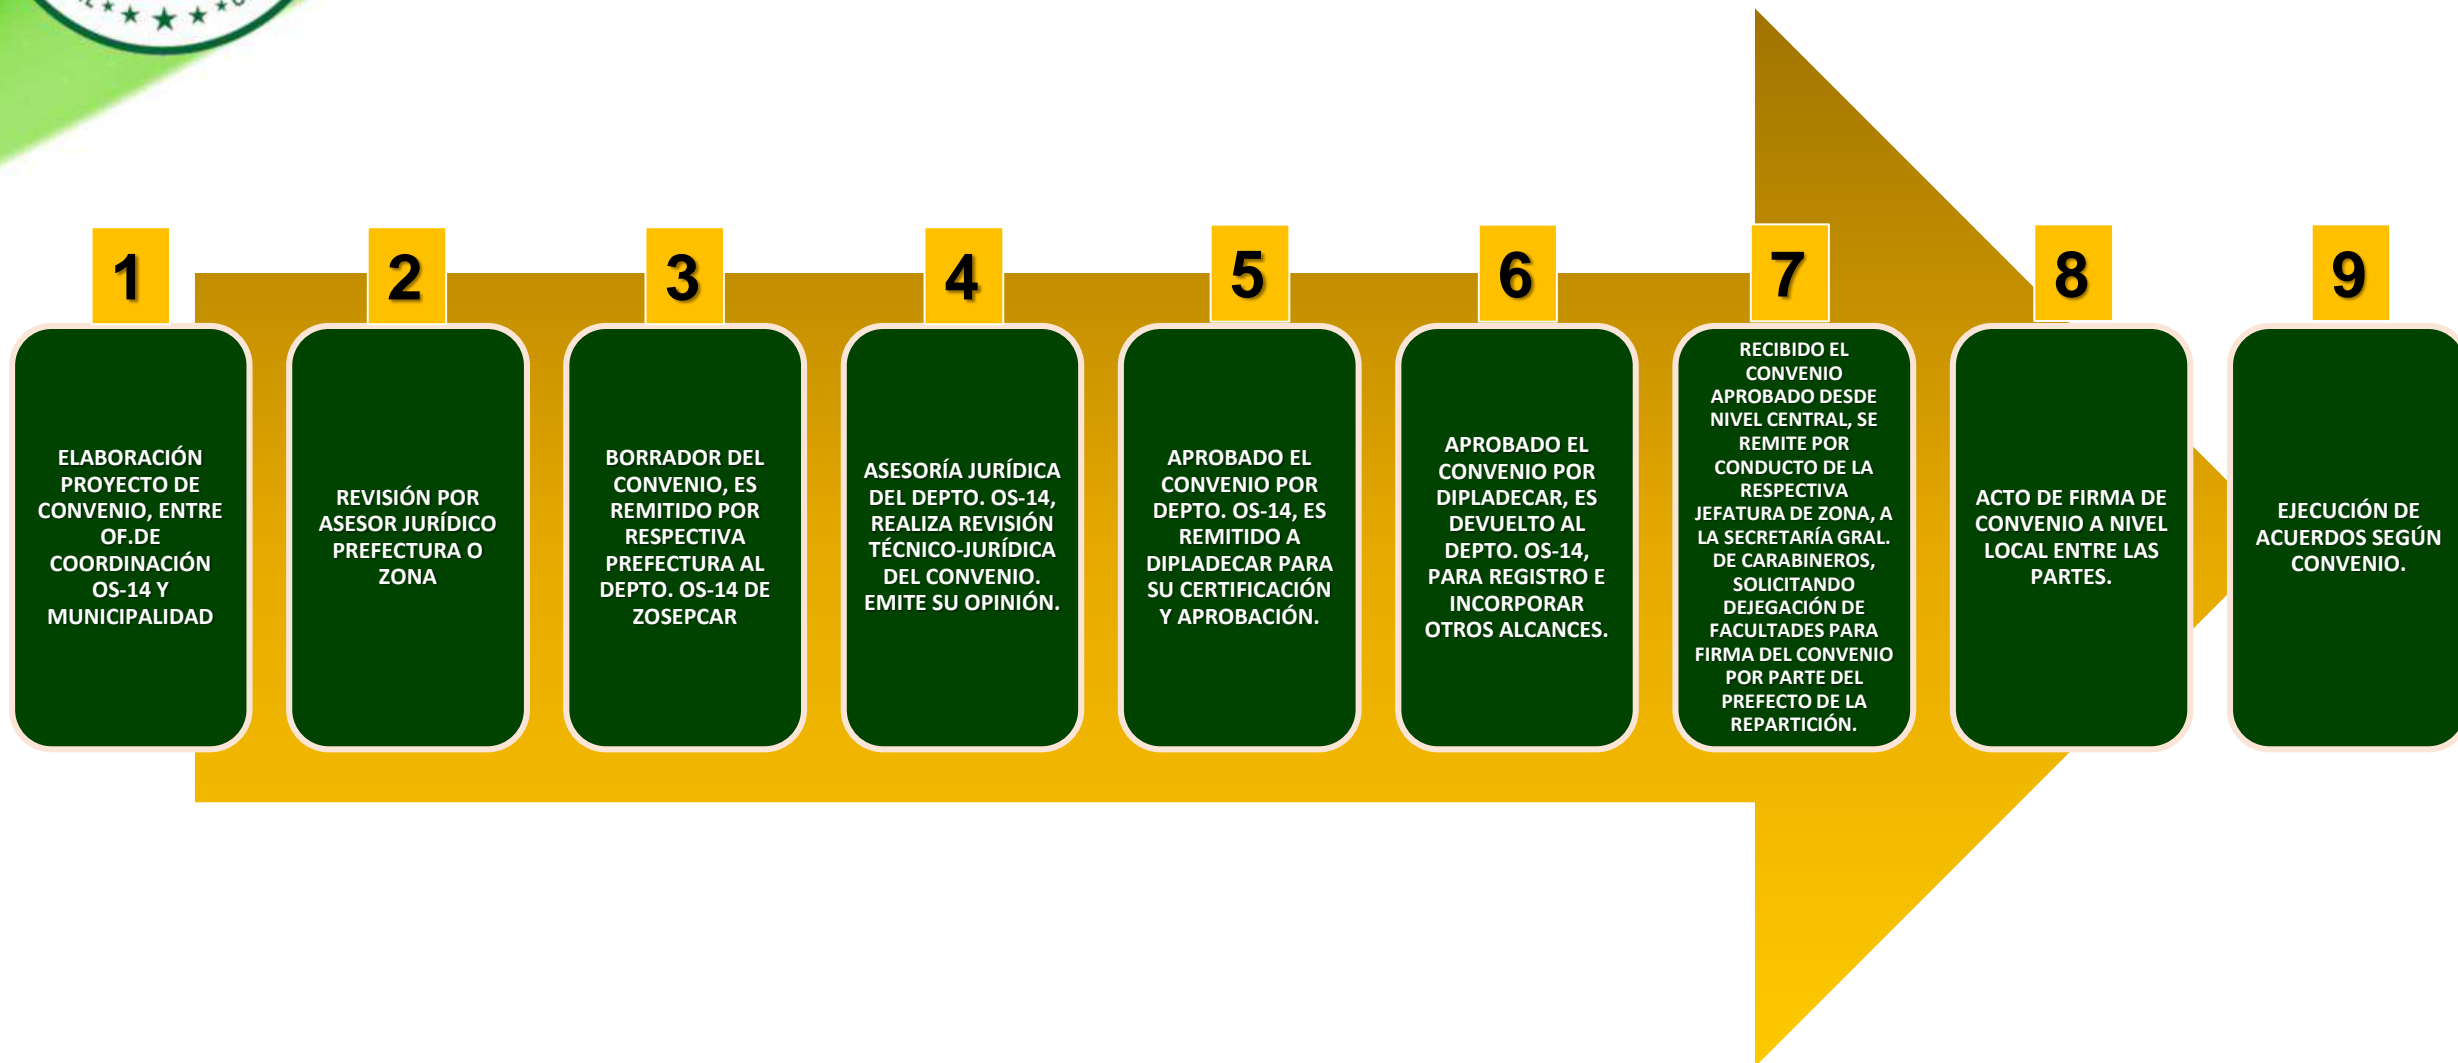 1
ELABORACIÓN
PROYECTO DE
CONVENIO, ENTRE
OF.DE
COORDINACIÓN
OS-14 Y
MUNICIPALIDAD
2
REVISIÓN POR
ASESOR JURÍDICO
PREFECTURA O
ZONA
3
BORRADOR DEL
CONVENIO, ES
REMITIDO POR
RESPECTIVA
PREFECTURA AL
DEPTO. OS-14 DE
ZOSEPCAR
4
ASESORÍA JURÍDICA
DEL DEPTO. OS-14,
REALIZA REVISIÓN
TÉCNICO-JURÍDICA
DEL CONVENIO.
EMITE SU OPINIÓN.
5
APROBADO EL
CONVENIO POR
DEPTO. OS-14, ES
REMITIDO A
DIPLADECAR PARA
SU CERTIFICACIÓN
Y APROBACIÓN.
6
APROBADO EL
CONVENIO POR
DIPLADECAR, ES
DEVUELTO AL
DEPTO. OS-14,
PARA REGISTRO E
INCORPORAR
OTROS ALCANCES.
7
RECIBIDO EL
CONVENIO
APROBADO DESDE
NIVEL CENTRAL, SE
REMITE POR
CONDUCTO DE LA
RESPECTIVA
JEFATURA DE ZONA, A
LA SECRETARÍA GRAL.
DE CARABINEROS,
SOLICITANDO
DEJEGACIÓN DE
FACULTADES PARA
FIRMA DEL CONVENIO
POR PARTE DEL
PREFECTO DE LA
REPARTICIÓN.
8
ACTO DE FIRMA DE
CONVENIO A NIVEL
LOCAL ENTRE LAS
PARTES.
9
EJECUCIÓN DE
ACUERDOS SEGÚN
CONVENIO.